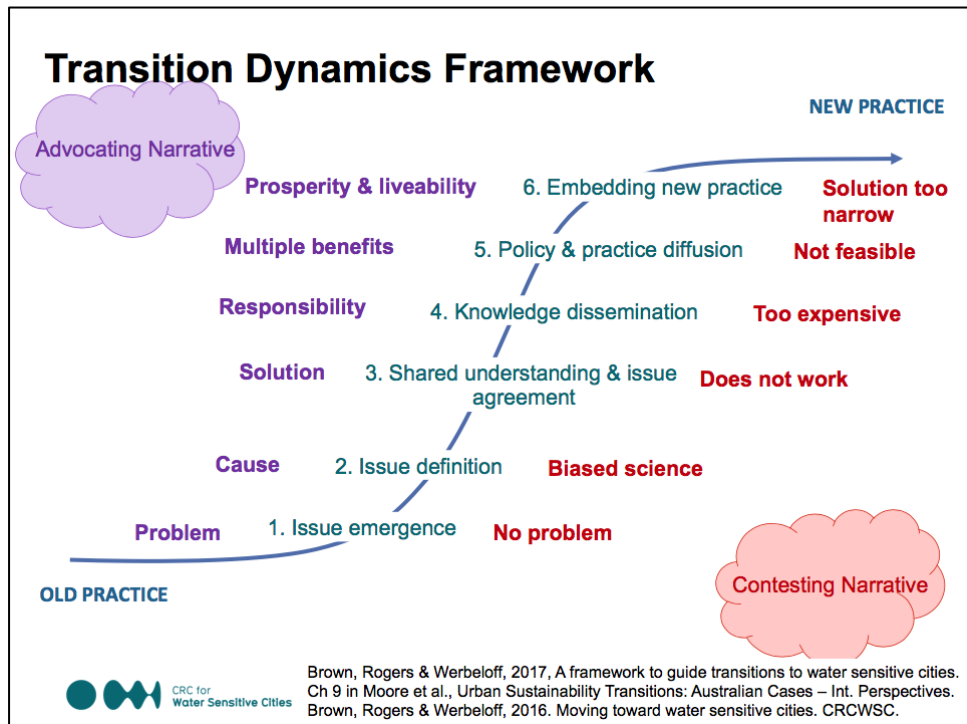 Transition Dynamics Framework
NEW PRACTICE
Advocating Narrative
Prosperity & liveability
6. Embedding new practice
Solution too
narrow
Multiple benefits
5. Policy & practice diffusion
Not feasible
Responsibility
4. Knowledge dissemination
Too expensive
Solution
3. Shared understanding & issue
agreement
Does not work
Cause
2. Issue definition
Biased science
Problem
1. Issue emergence
No problem
OLD PRACTICE
Contesting Narrative
CRC for
Water Sensitive Cities
Brown, Rogers & Werbeloff, 2017, A framework to guide transitions to water sensitive cities.
Ch 9 in Moore et al., Urban Sustainability Transitions: Australian Cases – Int. Perspectives.
Brown, Rogers & Werbeloff, 2016. Moving toward water sensitive cities. CRCWSC.